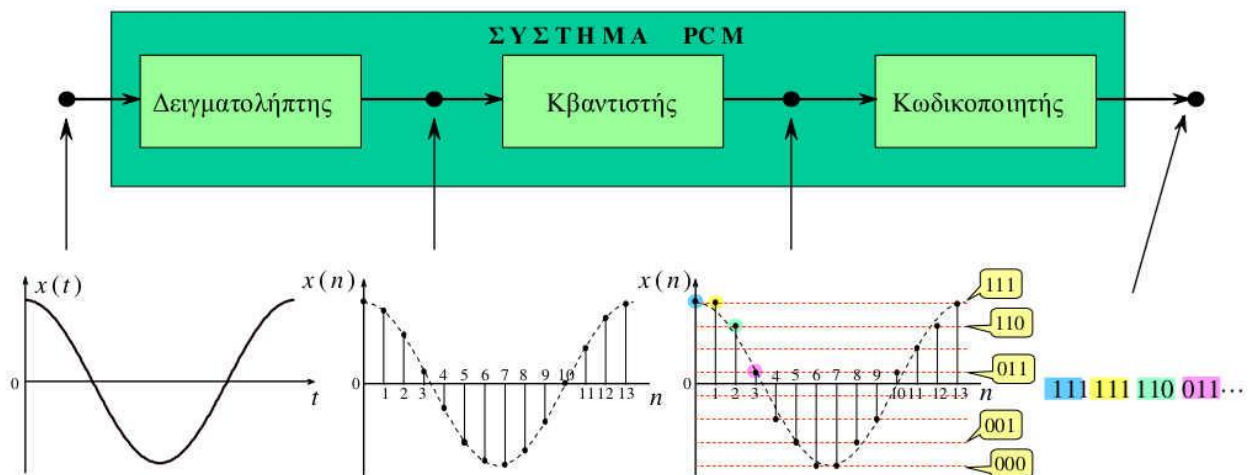 ΣΥΣΤΗΜΑ PCM
Δειγματολήπτης
Κβαντιστής
Κωδικοποιητής
x(t)
0
t
x(n)
0
1 2 3 4 5 6 7 8 9 10 11 12 13
n
x(n)
0
1 2 3 4 5 6 7 8 9 10 11 12 13
n
111
110
011
001
000
111 111 110 011...